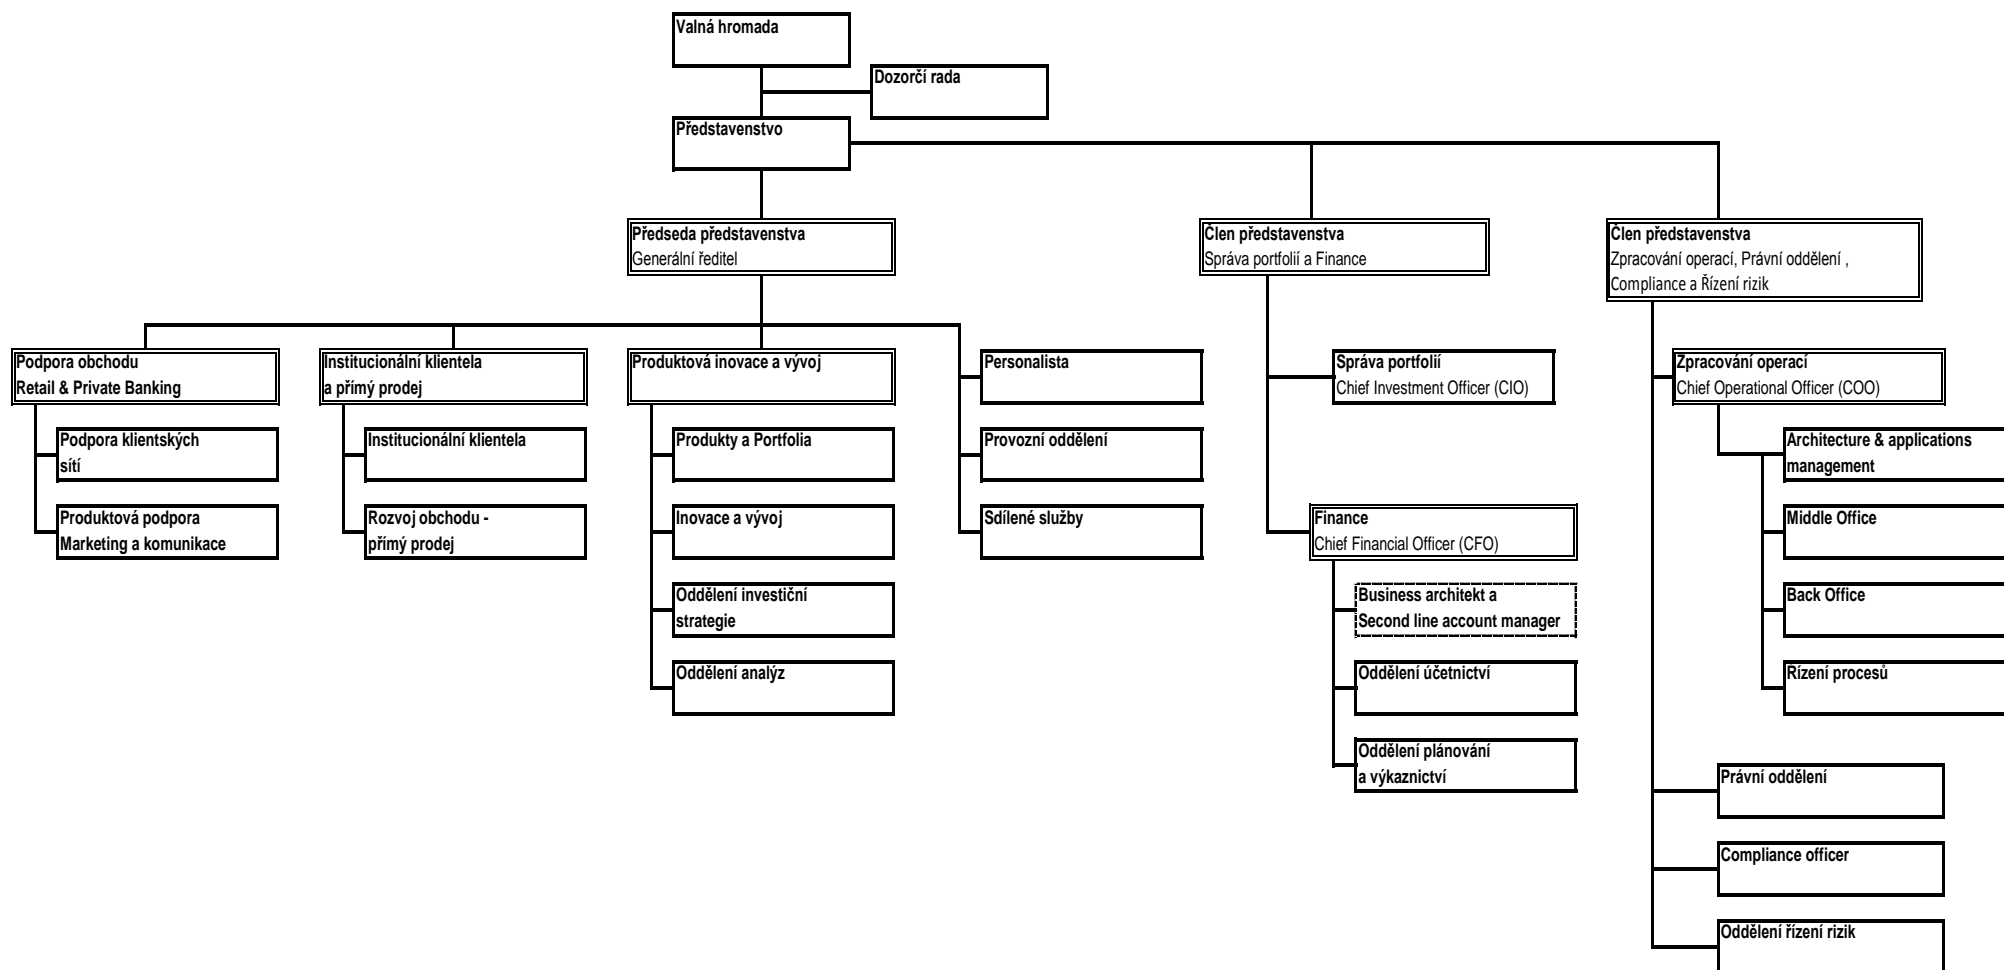 Valná hromada
Dozorčí rada
Představenstvo
Předseda představenstva
Generální ředitel
Člen představenstva
Správa portfolií a Finance
Člen představenstva
Zpracování operací, Právní oddělení ,
Compliance a Řízení rizik
Podpora obchodu
Retail & Private Banking
Institucionální klientela
a přímý prodej
Produktová inovace a vývoj
Personalista
Správa portfolií
Chief Investment Officer (CIO)
Zpracování operací
Chief Operational Officer (COO)
Podpora klientských
sítí
Institucionální klientela
Produkty a Portfolia
Provozní oddělení
Architecture & applications
management
Produktová podpora
Marketing a komunikace
Rozvoj obchodu -
přímý prodej
Inovace a vývoj
Sdílené služby
Finance
Chief Financial Officer (CFO)
Middle Office
Oddělení investiční
strategie
Business architekt a
Second line account manager
Back Office
Oddělení analýz
Oddělení účetnictví
Řízení procesů
Oddělení plánování
a výkaznictví
Právní oddělení
Compliance officer
Oddělení řízení rizik